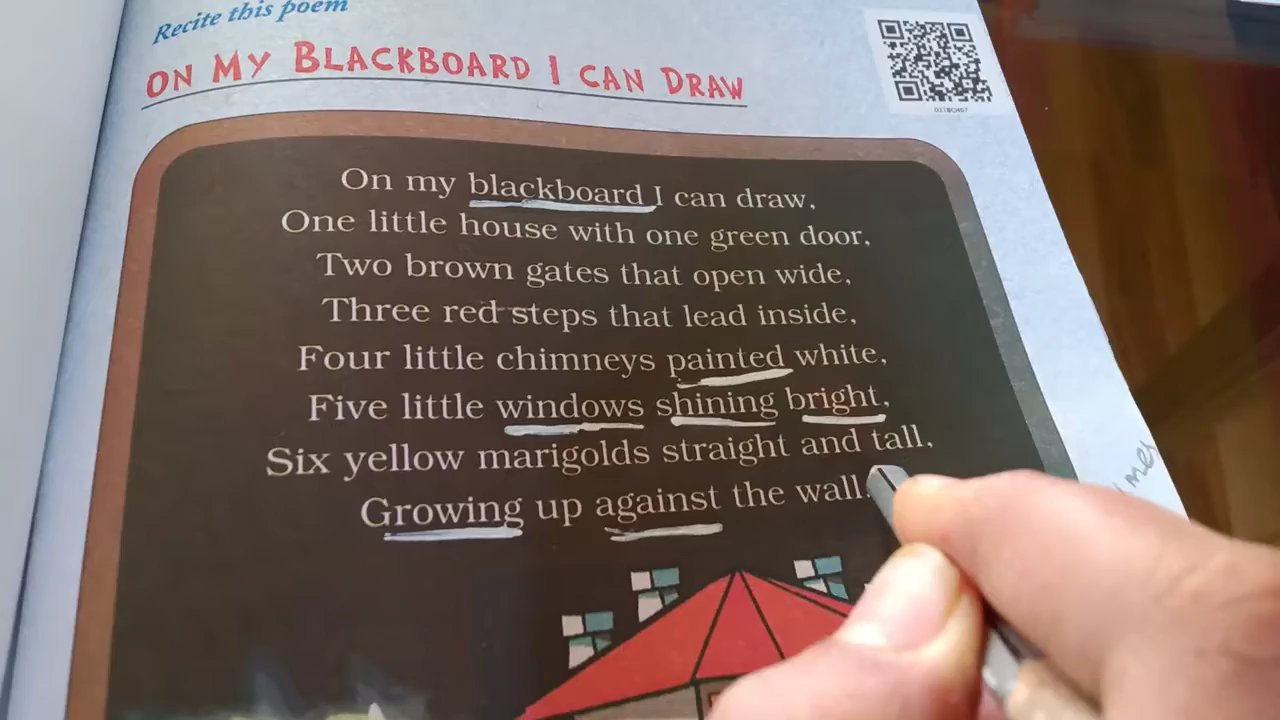 Recite this poem
ON MY BLACKBOARD I CAN DRAW
On my blackboard I can draw,
One little house with one green door,
Two brown gates that open wide,
Three red steps that lead inside,
Four little chimneys painted white,
Five little windows shining bright,
Six yellow marigolds straight and tall,
Growing up against the wall.